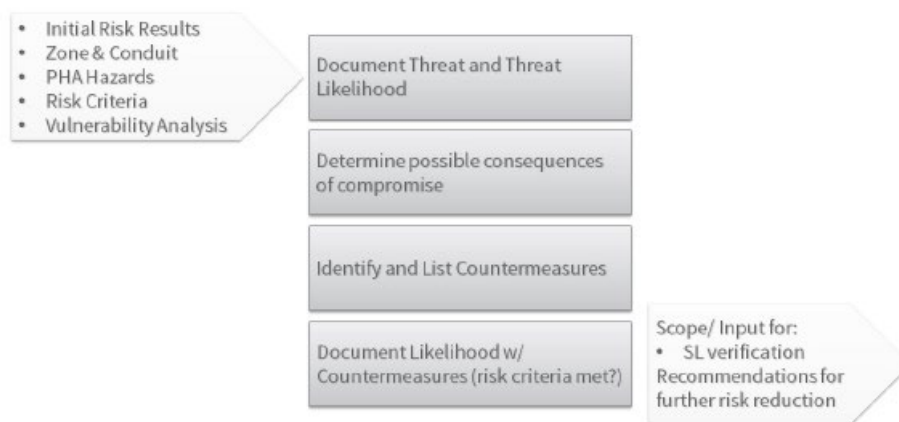 • Initial Risk Results
• Zone & Conduit
• PHA Hazards
• Risk Criteria
• Vulnerability Analysis
Document Threat and Threat
Likelihood
Determine possible consequences
of compromise
Identify and List Countermeasures
Document Likelihood w/
Countermeasures (risk criteria met?)
Scope/ Input for:
• SL verification
Recommendations for
further risk reduction